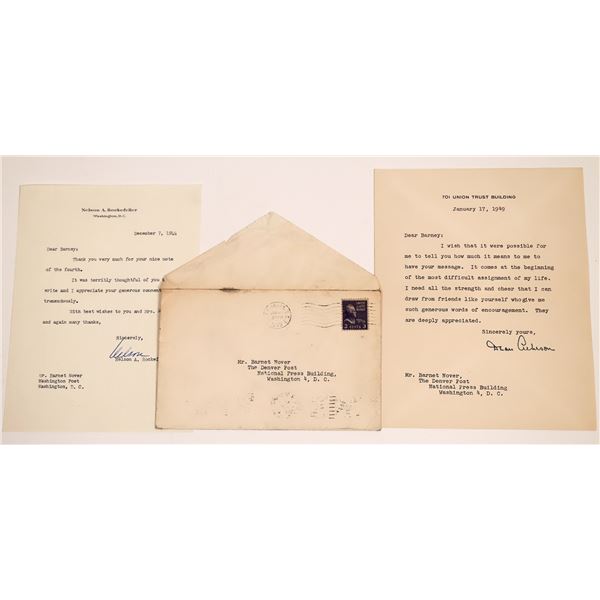 Nelson A. Rockefeller
Washington, D.C.
December 7, 1944
Dear Barney:
Thank you very much for your nice note
of the fourth.
It was terribly thoughtful of you
write and I appreciate your generous
tremendously.
With best wishes to you and Mrs.
and again many thanks,
Sincerely,
Nelson
Nelson A. Rockef
Mr. Barnet Nover
Washington Post
Washington, D. C.
3 CENTS 3
Mr. Barnet Nover
The Denver Post
National Press Building,
Washington 4, D. C.
701 UNION TRUST BUILDING
January 17, 1949
Dear Barney:
I wish that it were possible for
me to tell you how much it means to me to
have your message. It comes at the beginning
of the most difficult assignment of my life.
I need all the strength and cheer that I can
draw from friends like yourself who give me
such generous words of encouragement. They
are deeply appreciated.
Sincerely yours,
Dean Acheson
Mr. Barnet Nover,
The Denver Post
National Press Building
Washington 4, D. C.